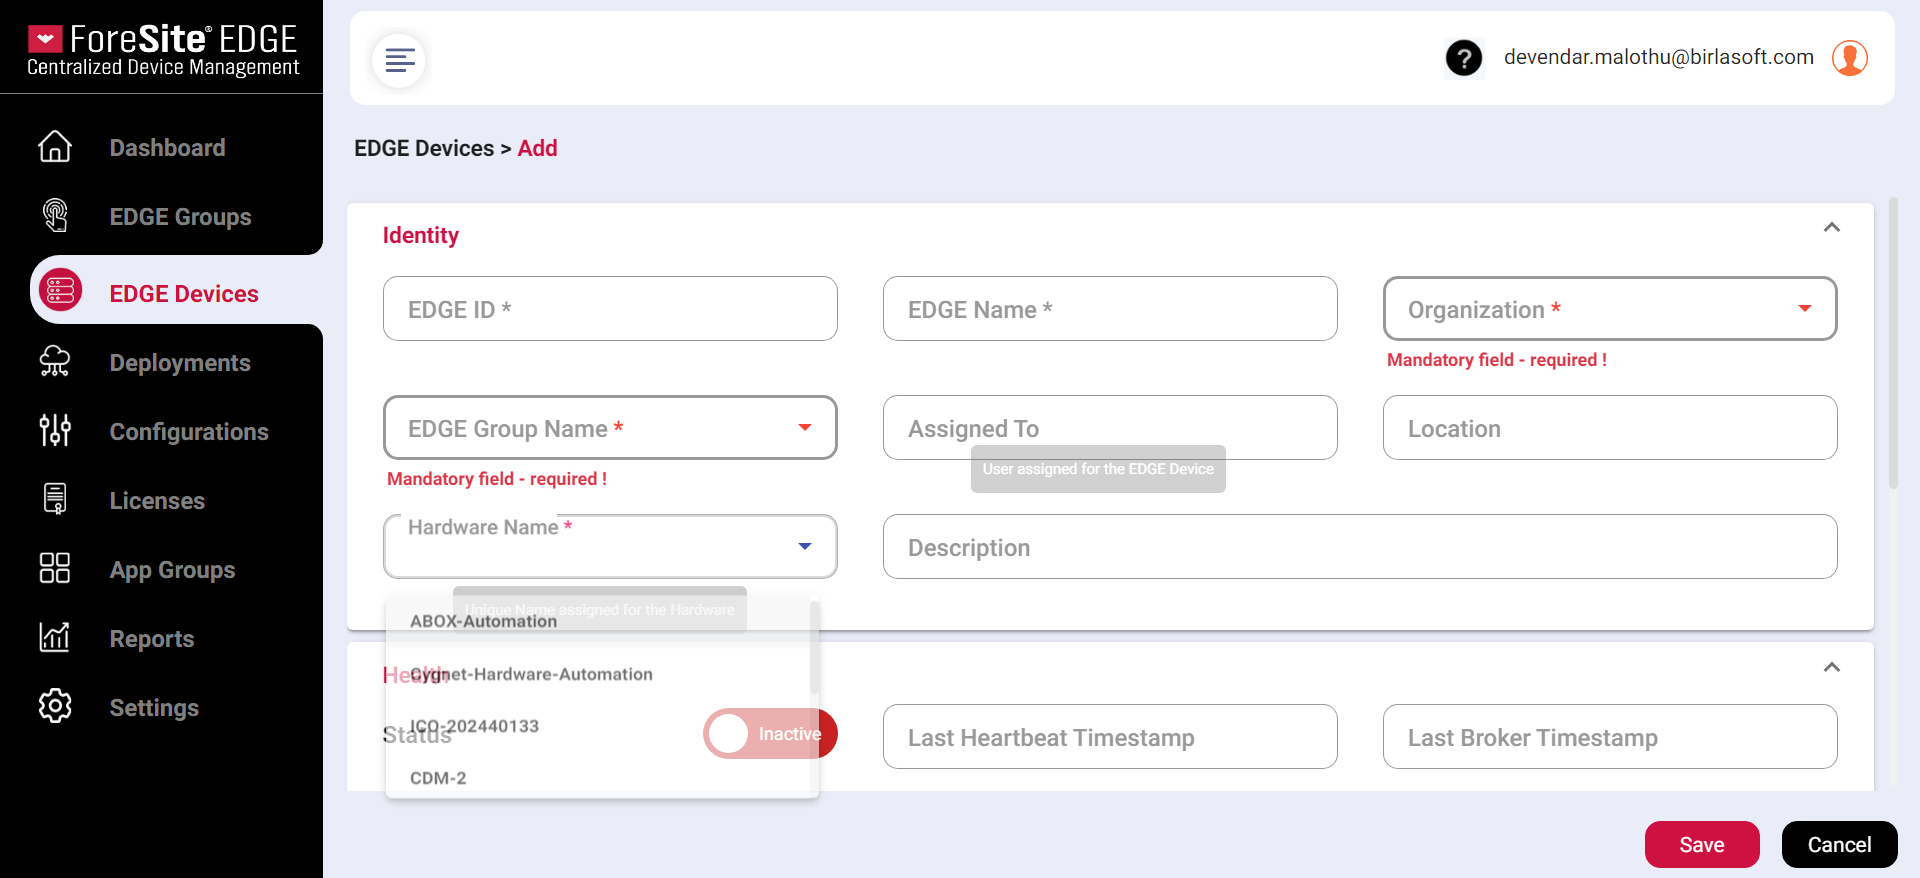 ForeSite® EDGE
Centralized Device Management
Dashboard
EDGE Groups
EDGE Devices
Deployments
Configurations
Licenses
App Groups
Reports
Settings
?
devendar.malothu@birlasoft.com
EDGE Devices > Add
Identity
EDGE ID *
EDGE Name *
Organization *
Mandatory field - required !
EDGE Group Name *
Assigned To
Location
User assigned for the EDGE Device
Mandatory field - required !
Hardware Name *
Description
Unique Name assigned for the Hardware
ABOX-Automation
Health
Cygnet-Hardware-Automation
ICO-202440133
Status
Inactive
Last Heartbeat Timestamp
Last Broker Timestamp
CDM-2
Save
Cancel